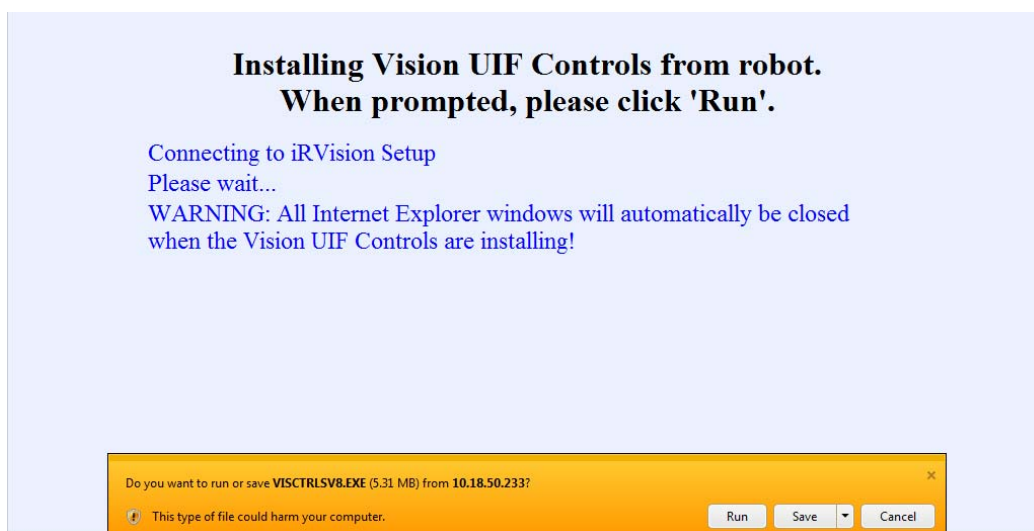 Installing Vision UIF Controls from robot.
When prompted, please click 'Run'.
Connecting to iRVision Setup
Please wait...
WARNING: All Internet Explorer windows will automatically be closed
when the Vision UIF Controls are installing!
Do you want to run or save VISCTRLSV8.EXE (5.31 MB) from 10.18.50.233?
This type of file could harm your computer.
Run Save Cancel